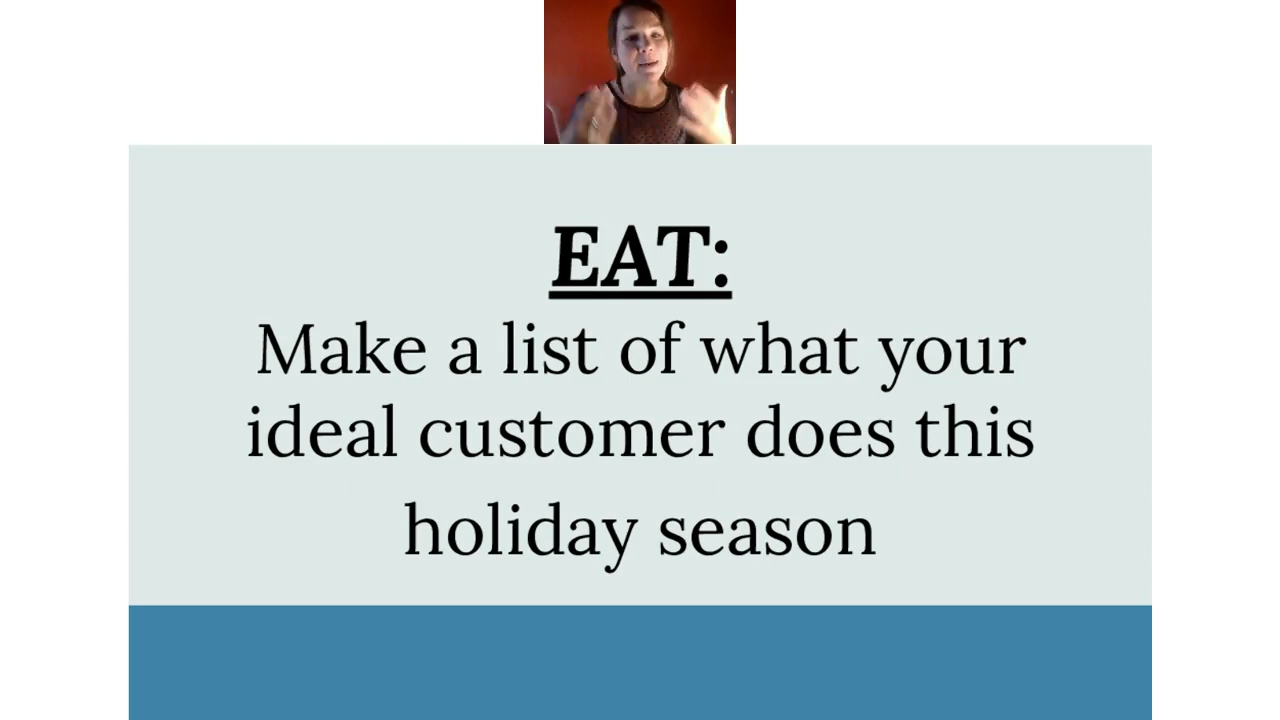 EAT:
Make a list of what your
ideal customer does this
holiday season